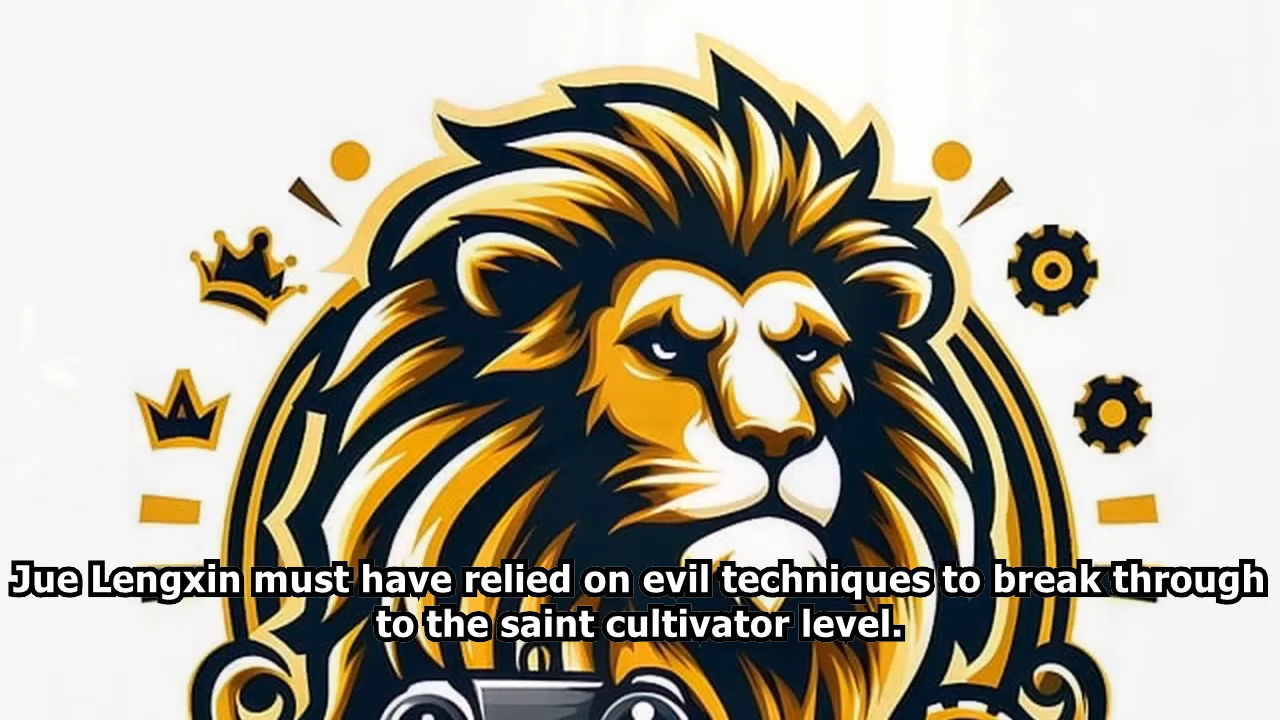 Jue Lengxin must have relied on evil techniques to break through
to the saint cultivator level.